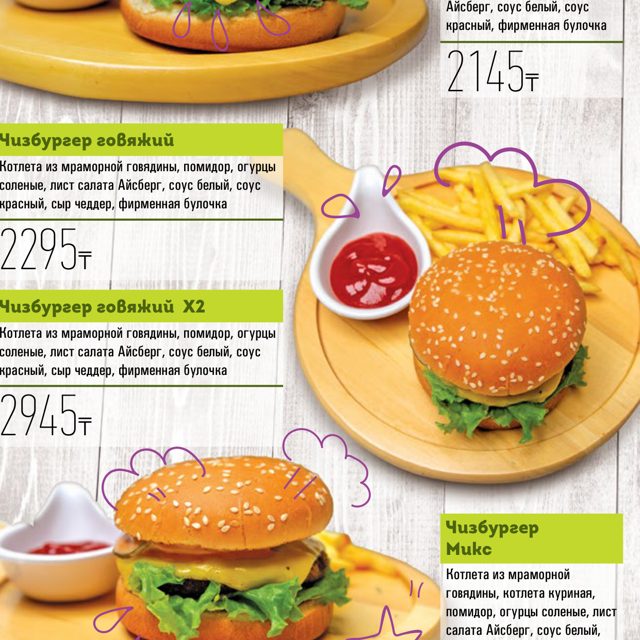 Айсберг, соус белый, соус
красный, фирменная булочка
2145₸
Чизбургер говяжий
Котлета из мраморной говядины, помидор, огурцы
соленые, лист салата Айсберг, соус белый, соус
красный, сыр чеддер, фирменная булочка
2295₸
Чизбургер говяжий X2
Котлета из мраморной говядины, помидор, огурцы
соленые, лист салата Айсберг, соус белый, соус
красный, сыр чеддер, фирменная булочка
2945₸
Чизбургер
Микс
Котлета из мраморной
говядины, котлета куриная,
помидор, огурцы соленые, лист
салата Айсберг, соус белый,